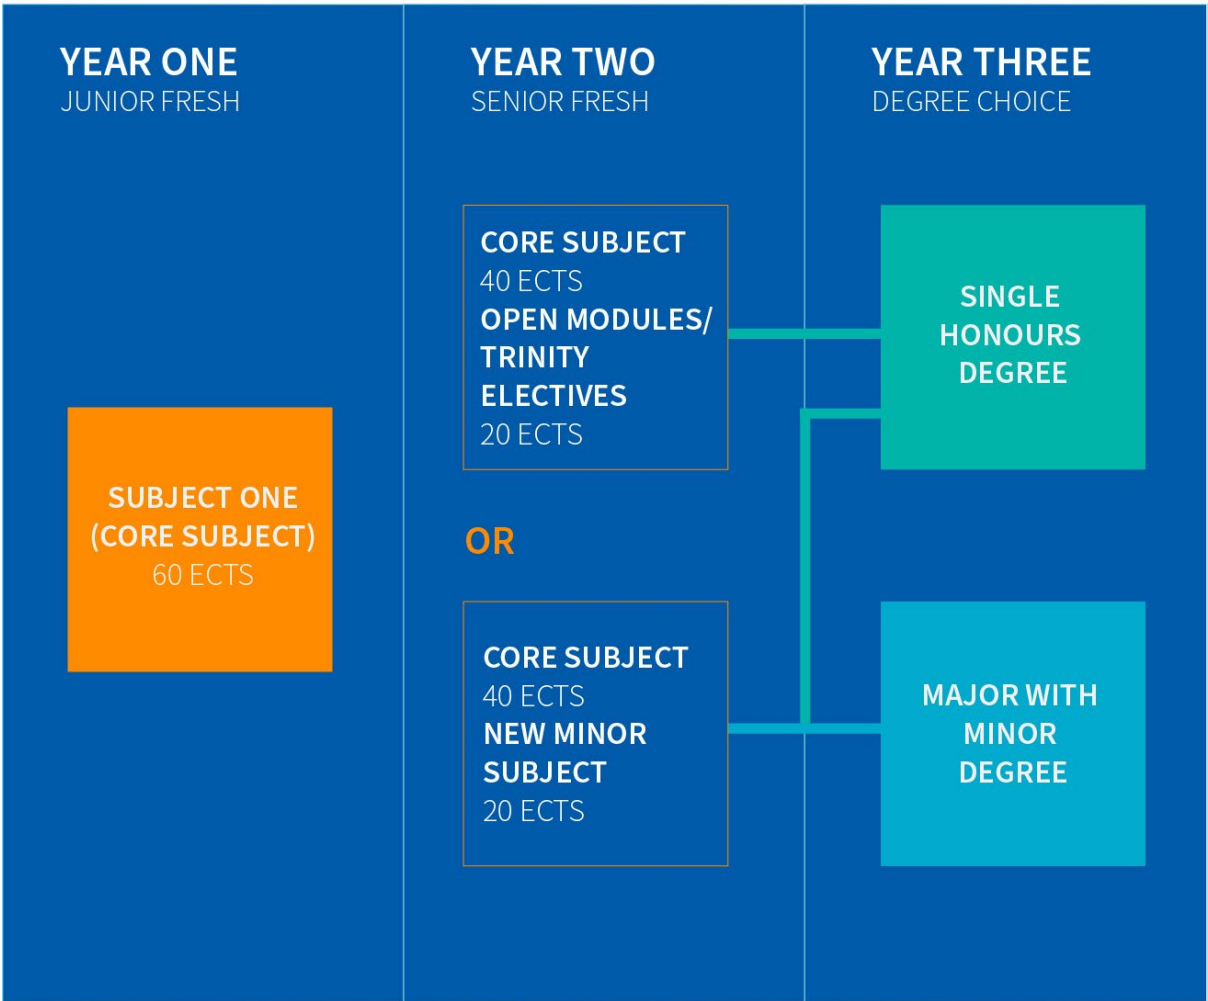 YEAR ONE
JUNIOR FRESH
SUBJECT ONE
(CORE SUBJECT)
60 ECTS
YEAR TWO
SENIOR FRESH
CORE SUBJECT
40 ECTS
OPEN MODULES/
TRINITY
ELECTIVES
20 ECTS
OR
CORE SUBJECT
40 ECTS
NEW MINOR
SUBJECT
20 ECTS
YEAR THREE
DEGREE CHOICE
SINGLE
HONOURS
DEGREE
MAJOR WITH
MINOR
DEGREE